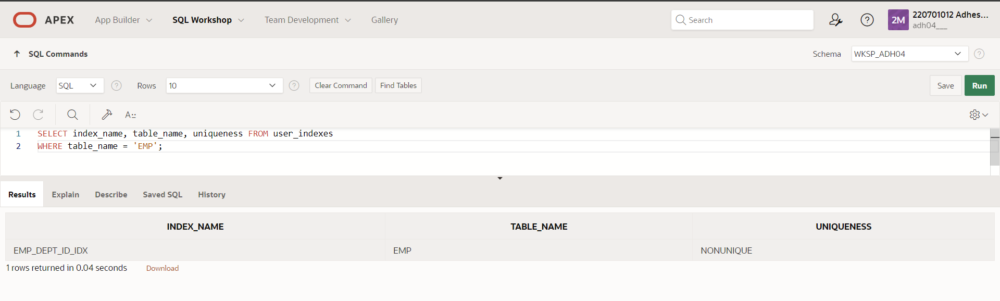 APEX App Builder SQL Workshop Team Development Gallery Search ? 2M 220701012 Adhes...
adh04___
SQL Commands Schema WKSP_ADH04 ?
Language SQL ? Rows 10 ? Clear Command Find Tables Save Run
A::
1 SELECT index_name, table_name, uniqueness FROM user_indexes
2 WHERE table_name = 'EMP';
Results Explain Describe Saved SQL History
INDEX_NAME TABLE_NAME UNIQUENESS
EMP_DEPT_ID_IDX EMP NONUNIQUE
1 rows returned in 0.04 seconds Download